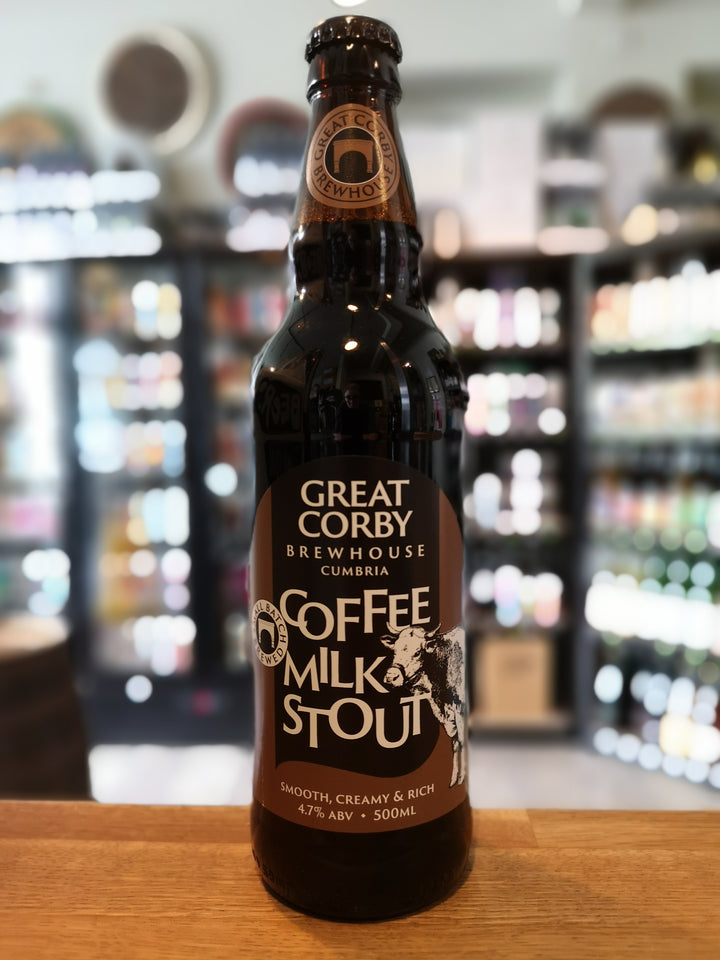 GREAT CORBY
BREWHOUSE
GREAT
CORBY
BREWHOUSE
CUMBRIA
COFFEE
MILK
STOUT
BATCH
BREWED
SMOOTH, CREAMY & RICH
4.7% ABV • 500ML